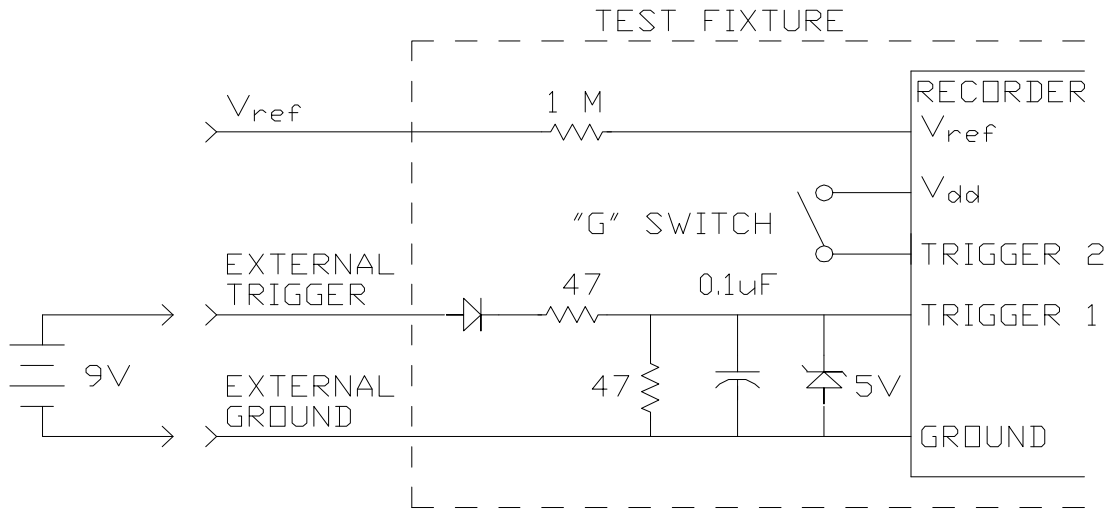 TEST FIXTURE
RECORDER
Vref
1 M
Vref
Vdd
"G" SWITCH
TRIGGER 2
EXTERNAL
TRIGGER
47
0.1uF
TRIGGER 1
9V
EXTERNAL
GROUND
47
5V
GROUND